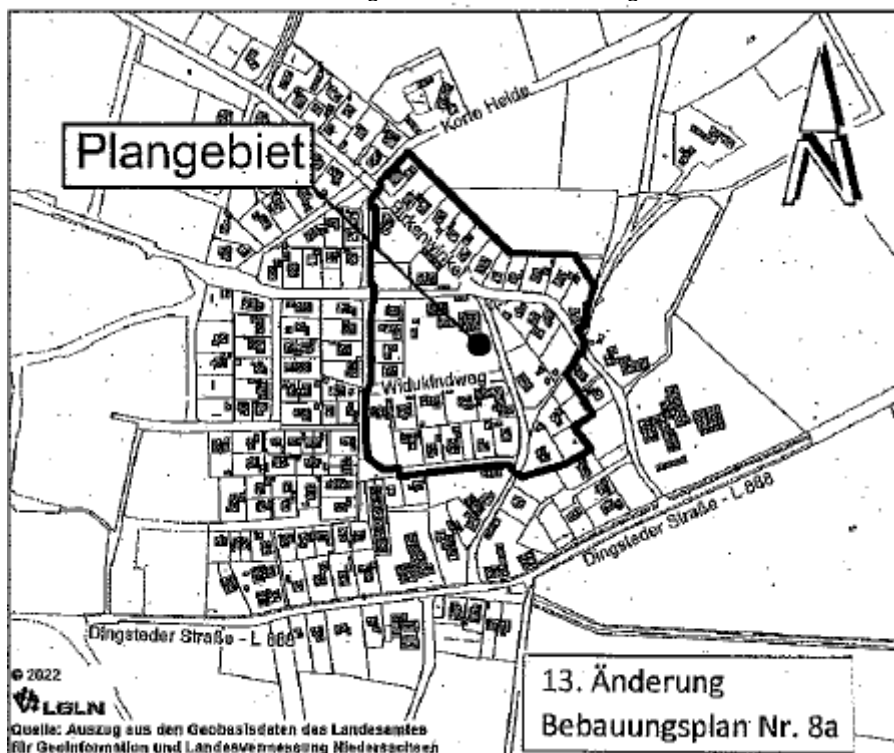 Korte Heide
Plangebiet
Birkenweg
N
Widukindweg
Dingsteder Straße - L 888
Dingsteder Straße - L 888
© 2022
LGLN
Quelle: Auszug aus den Geobasisdaten des Landesamtes
für Geoinformation und Landesvermessung Niedersachsen
13. Änderung
Bebauungsplan Nr. 8a